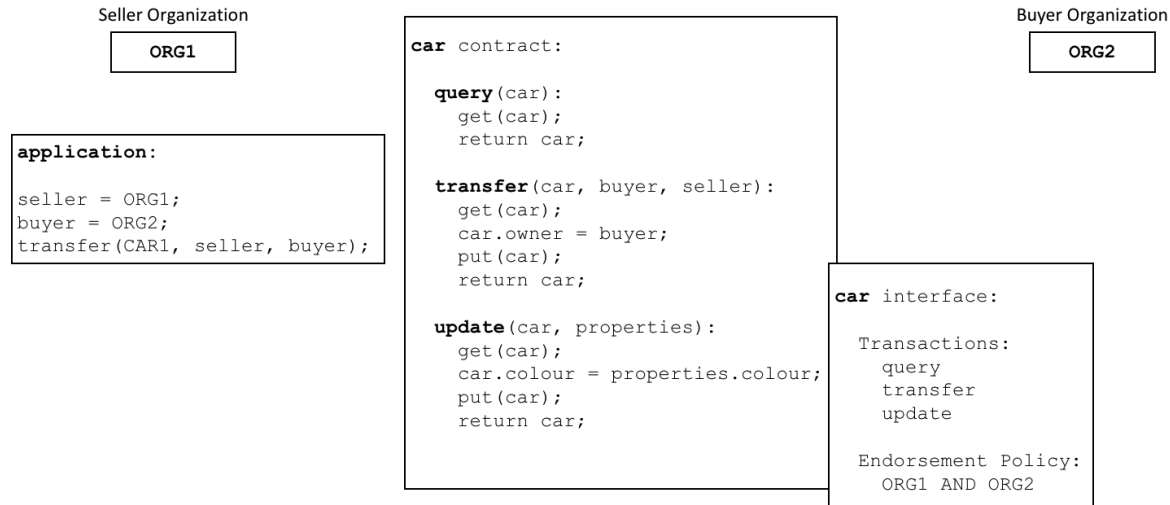 Seller Organization
ORG1
application:
seller = ORG1;
buyer = ORG2;
transfer(CAR1, seller, buyer);
car contract:
query(car):
get(car);
return car;
transfer(car, buyer, seller):
get(car);
car.owner = buyer;
put(car);
return car;
update(car, properties):
get(car);
car.colour = properties.colour;
put(car);
return car;
Buyer Organization
ORG2
car interface:
Transactions:
query
transfer
update
Endorsement Policy:
ORG1 AND ORG2